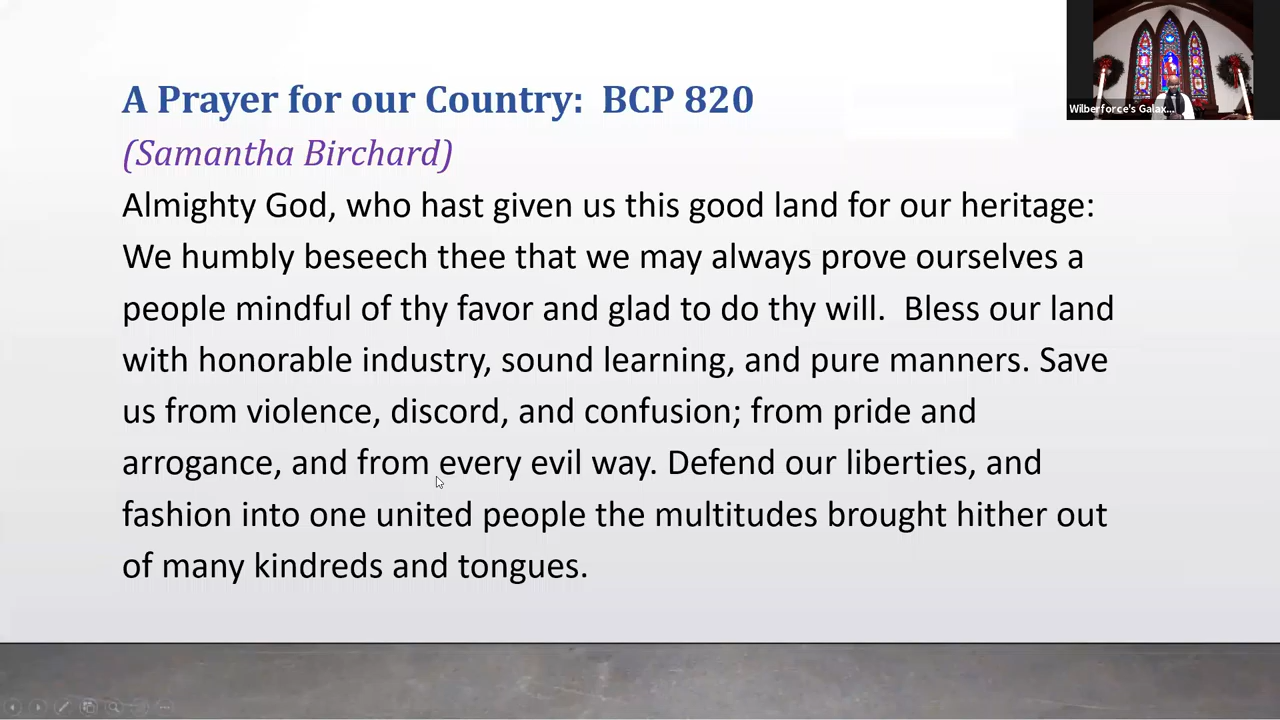 A Prayer for our Country:  BCP 820
(Samantha Birchard)
Almighty God, who hast given us this good land for our heritage:
We humbly beseech thee that we may always prove ourselves a
people mindful of thy favor and glad to do thy will.  Bless our land
with honorable industry, sound learning, and pure manners. Save
us from violence, discord, and confusion; from pride and
arrogance, and from every evil way. Defend our liberties, and
fashion into one united people the multitudes brought hither out
of many kindreds and tongues.
Wilberforce's Galax...